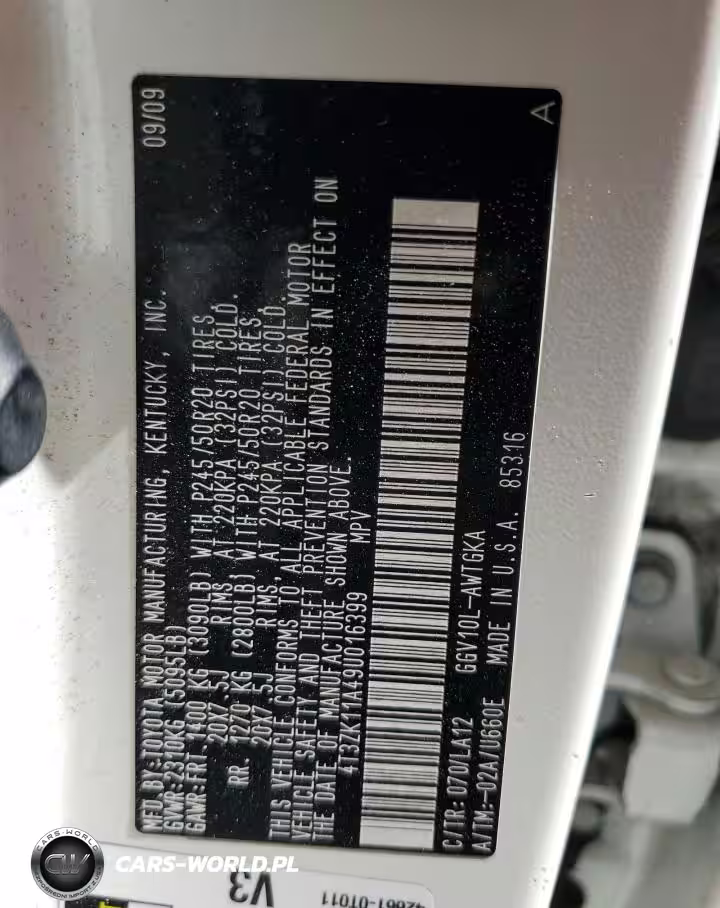 MFD.BY:TOYOTA MOTOR MANUFACTURING, KENTUCKY, INC. 09/09
GVWR:2310KG (5095LB)
GAWR:FRT. 1400 KG (3090LB) WITH P245/50R20 TIRES,
20X7.5J RIMS, AT 220KPA (32PSI) COLD.
RR. 1270 KG (2800LB) WITH P245/50R20 TIRES,
20X7.5J RIMS, AT 220KPA (32PSI) COLD.
THIS VEHICLE CONFORMS TO ALL APPLICABLE FEDERAL MOTOR
VEHICLE SAFETY AND THEFT PREVENTION STANDARDS IN EFFECT ON
THE DATE OF MANUFACTURE SHOWN ABOVE.
4T3ZK11A49U016399 MPV
C/TR:070/LA12 GGV10L-AWTGKA
A/TM:-02A/U660E MADE IN U.S.A. 85316
A
V3
42661-0T011
CARS-WORLD
CW
CARS-WORLD.PL